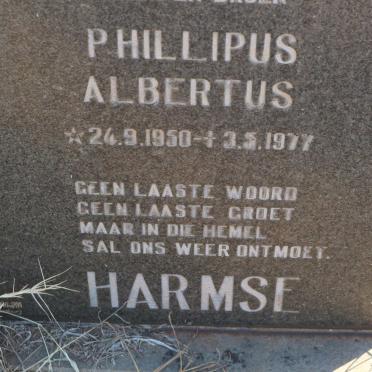 PHILLIPUS
ALBERTUS
☆ 24.9.1950 - ✝ 3.5.1977
GEEN LAASTE WOORD
GEEN LAASTE GROET
MAAR IN DIE HEMEL
SAL ONS WEER ONTMOET.
HARMSE